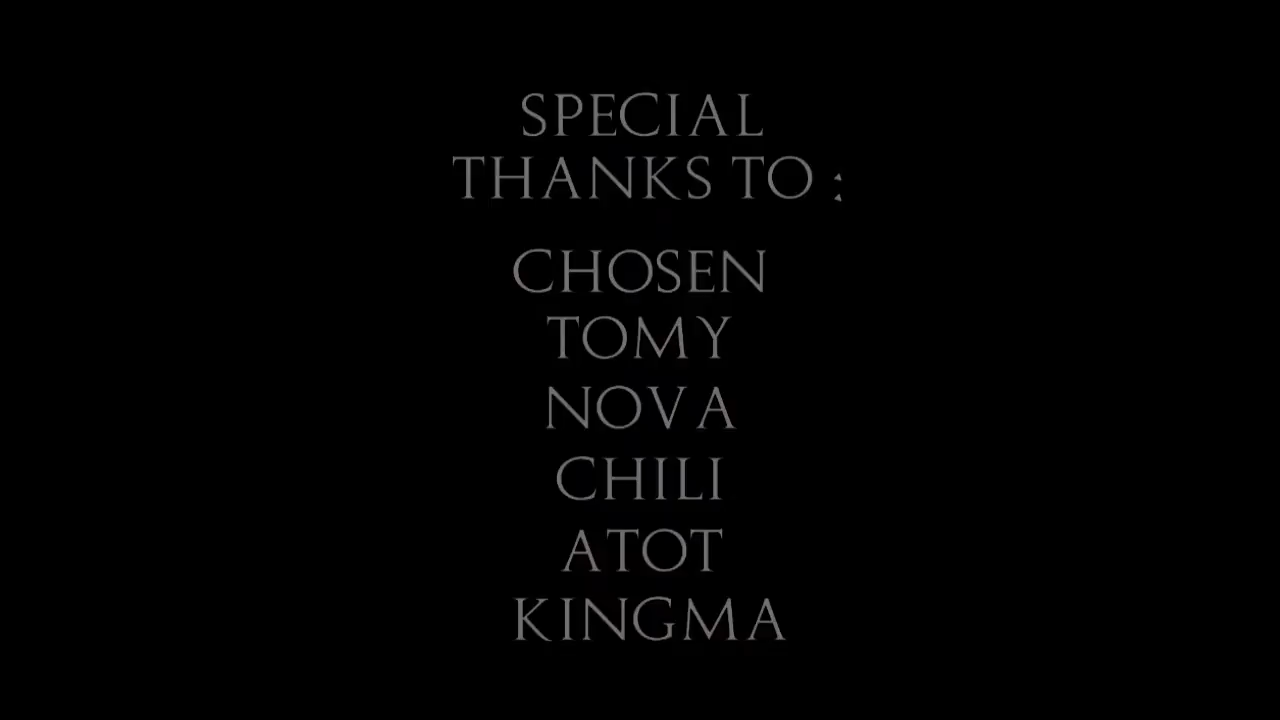 SPECIAL
THANKS TO :
CHOSEN
TOMY
NOVA
CHILI
ATOT
KINGMA